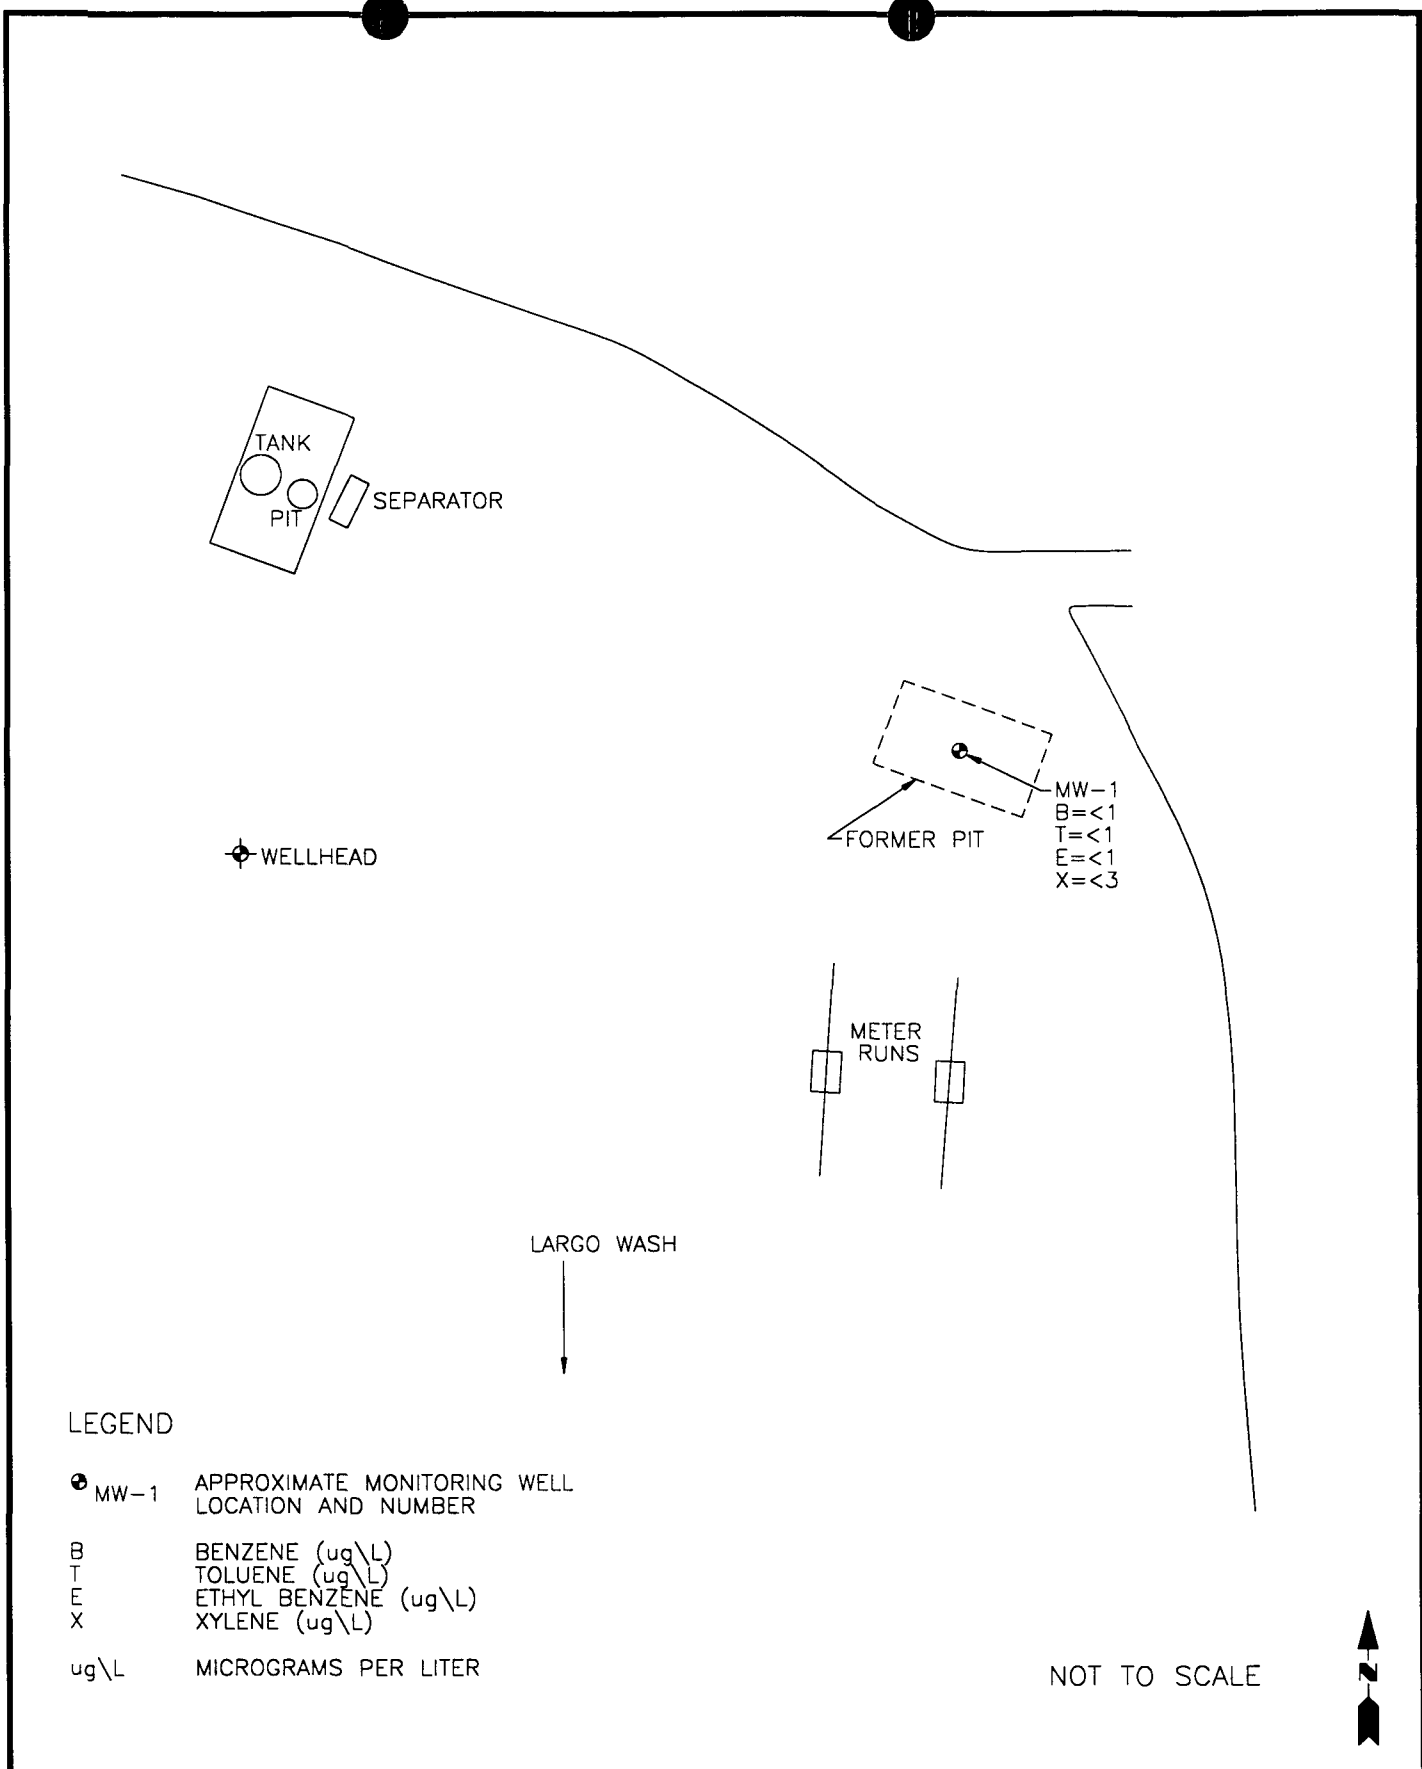 TANK
PIT
SEPARATOR
MW-1
B=<1
T=<1
E=<1
X=<3
FORMER PIT
WELLHEAD
METER
RUNS
LARGO WASH
LEGEND
MW-1 APPROXIMATE MONITORING WELL
LOCATION AND NUMBER
B BENZENE (ug\L)
T TOLUENE (ug\L)
E ETHYL BENZENE (ug\L)
X XYLENE (ug\L)
ug\L MICROGRAMS PER LITER
NOT TO SCALE
N